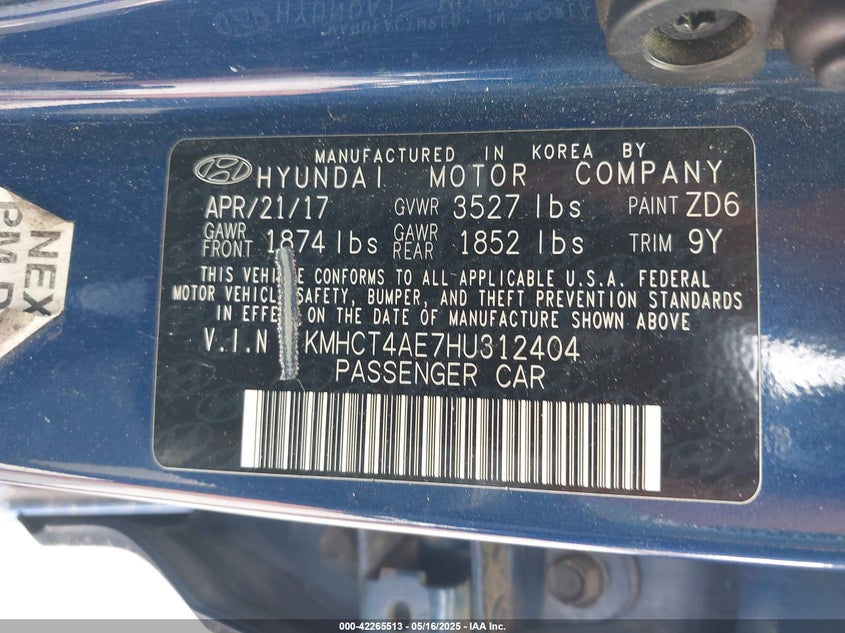 MANUFACTURED IN KOREA BY
HYUNDAI MOTOR COMPANY
APR/21/17 GVWR 3527 lbs PAINT ZD6
GAWR FRONT 1874 lbs GAWR REAR 1852 lbs TRIM 9Y
THIS VEHICLE CONFORMS TO ALL APPLICABLE U.S.A. FEDERAL
MOTOR VEHICLE SAFETY, BUMPER, AND THEFT PREVENTION STANDARDS
IN EFFECT ON THE DATE OF MANUFACTURE SHOWN ABOVE
V.I.N KMHCT4AE7HU312404
PASSENGER CAR
NEX
PM.D
000-42265513 - 05/16/2025 - IAA Inc.